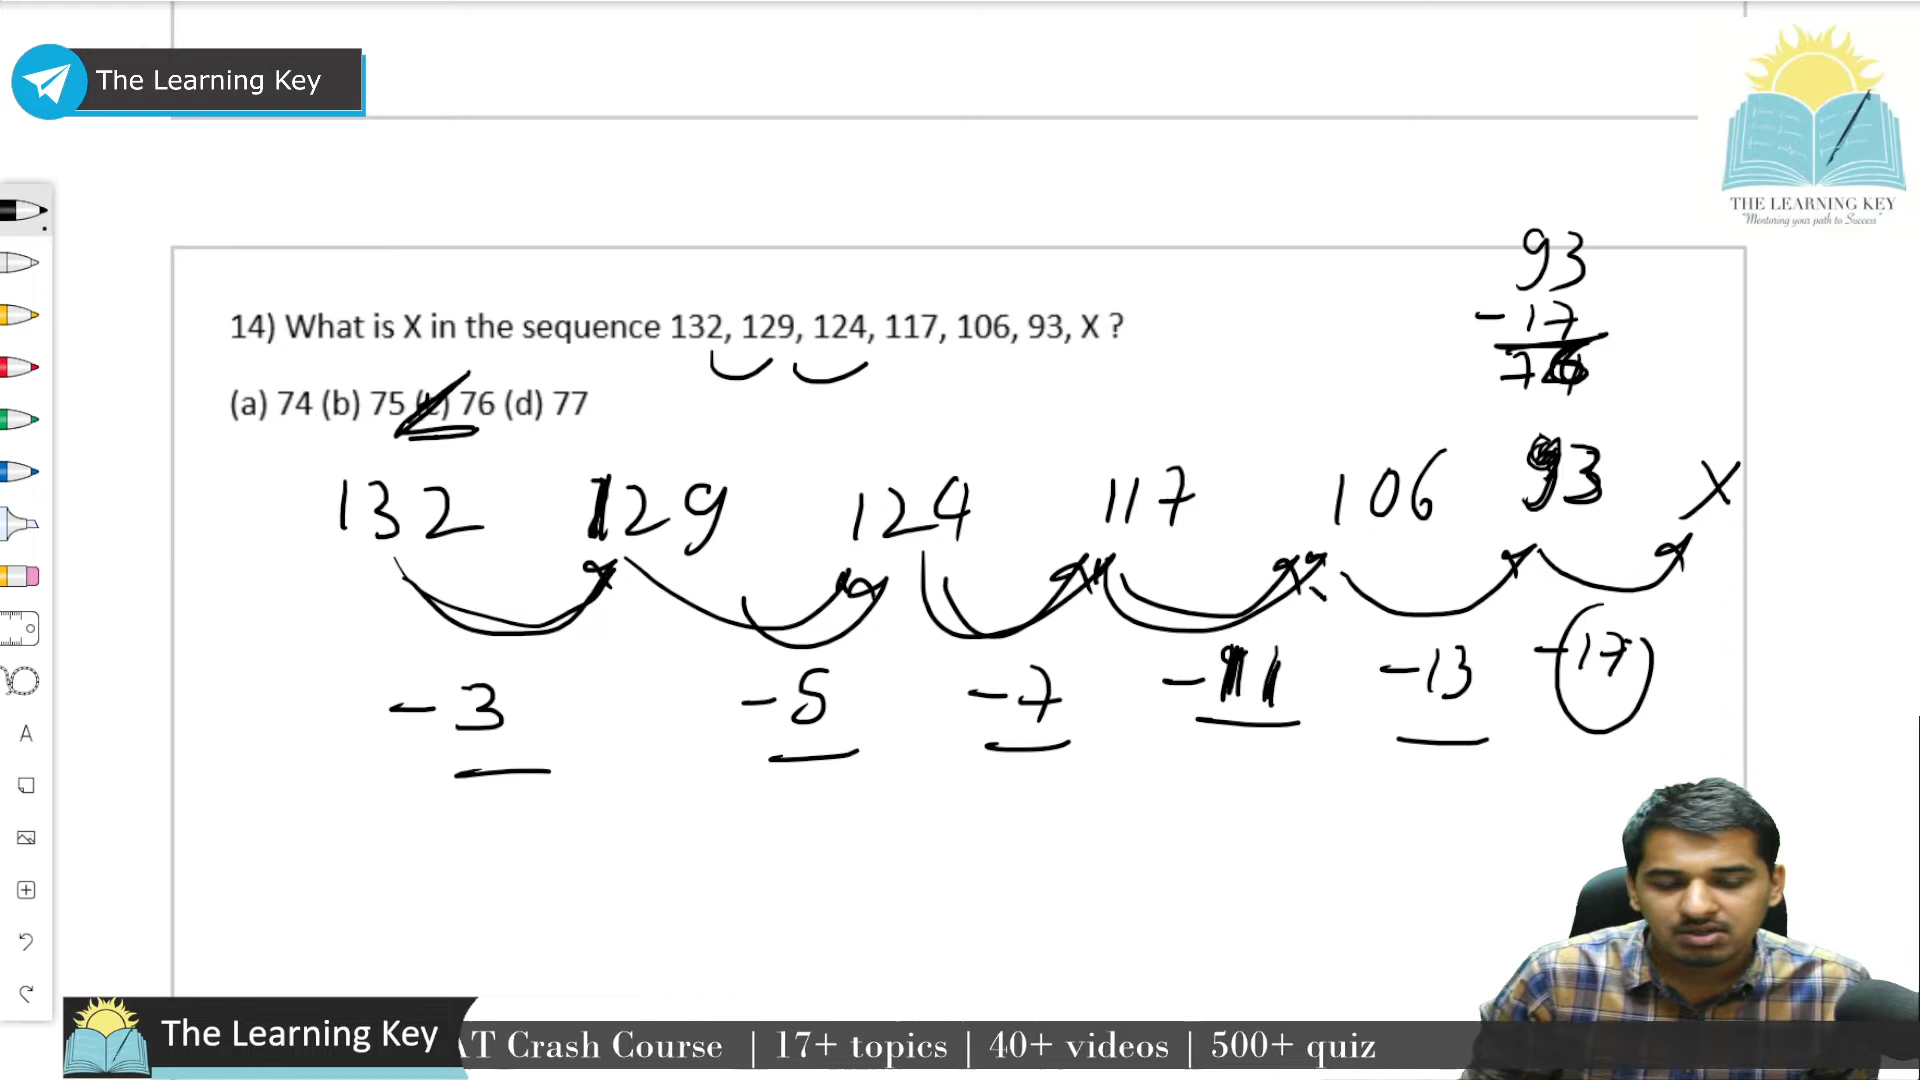 The Learning Key
THE LEARNING KEY
"Mentoring your path to Success"
93
-17
76
14) What is X in the sequence 132, 129, 124, 117, 106, 93, X ?
(a) 74 (b) 75 (c) 76 (d) 77
132 129 124 117 106 93 X
-3 -5 -7 -11 -13 -17
A
The Learning Key
AT Crash Course | 17+ topics | 40+ videos | 500+ quiz